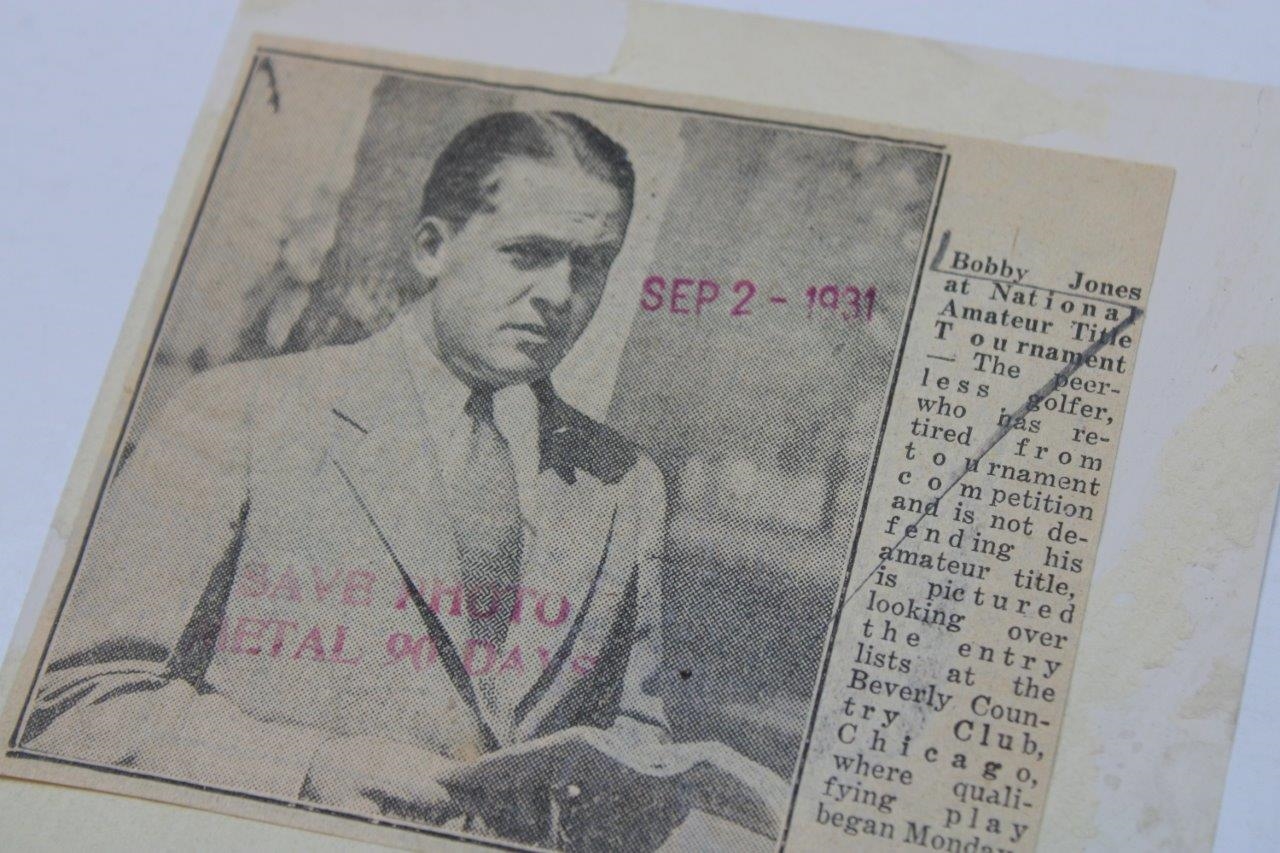 SEP 2 - 1931
SAVE PHOTO
METAL 90 DAYS
Bobby Jones
at National
Amateur Title
Tournament
— The peer-
less golfer,
who has re-
tired from
tournament
competition
and is not de-
fending his
amateur title,
is pictured
looking over
the entry
lists at the
Beverly Coun-
try Club,
Chicago,
where quali-
fying play
began Monday